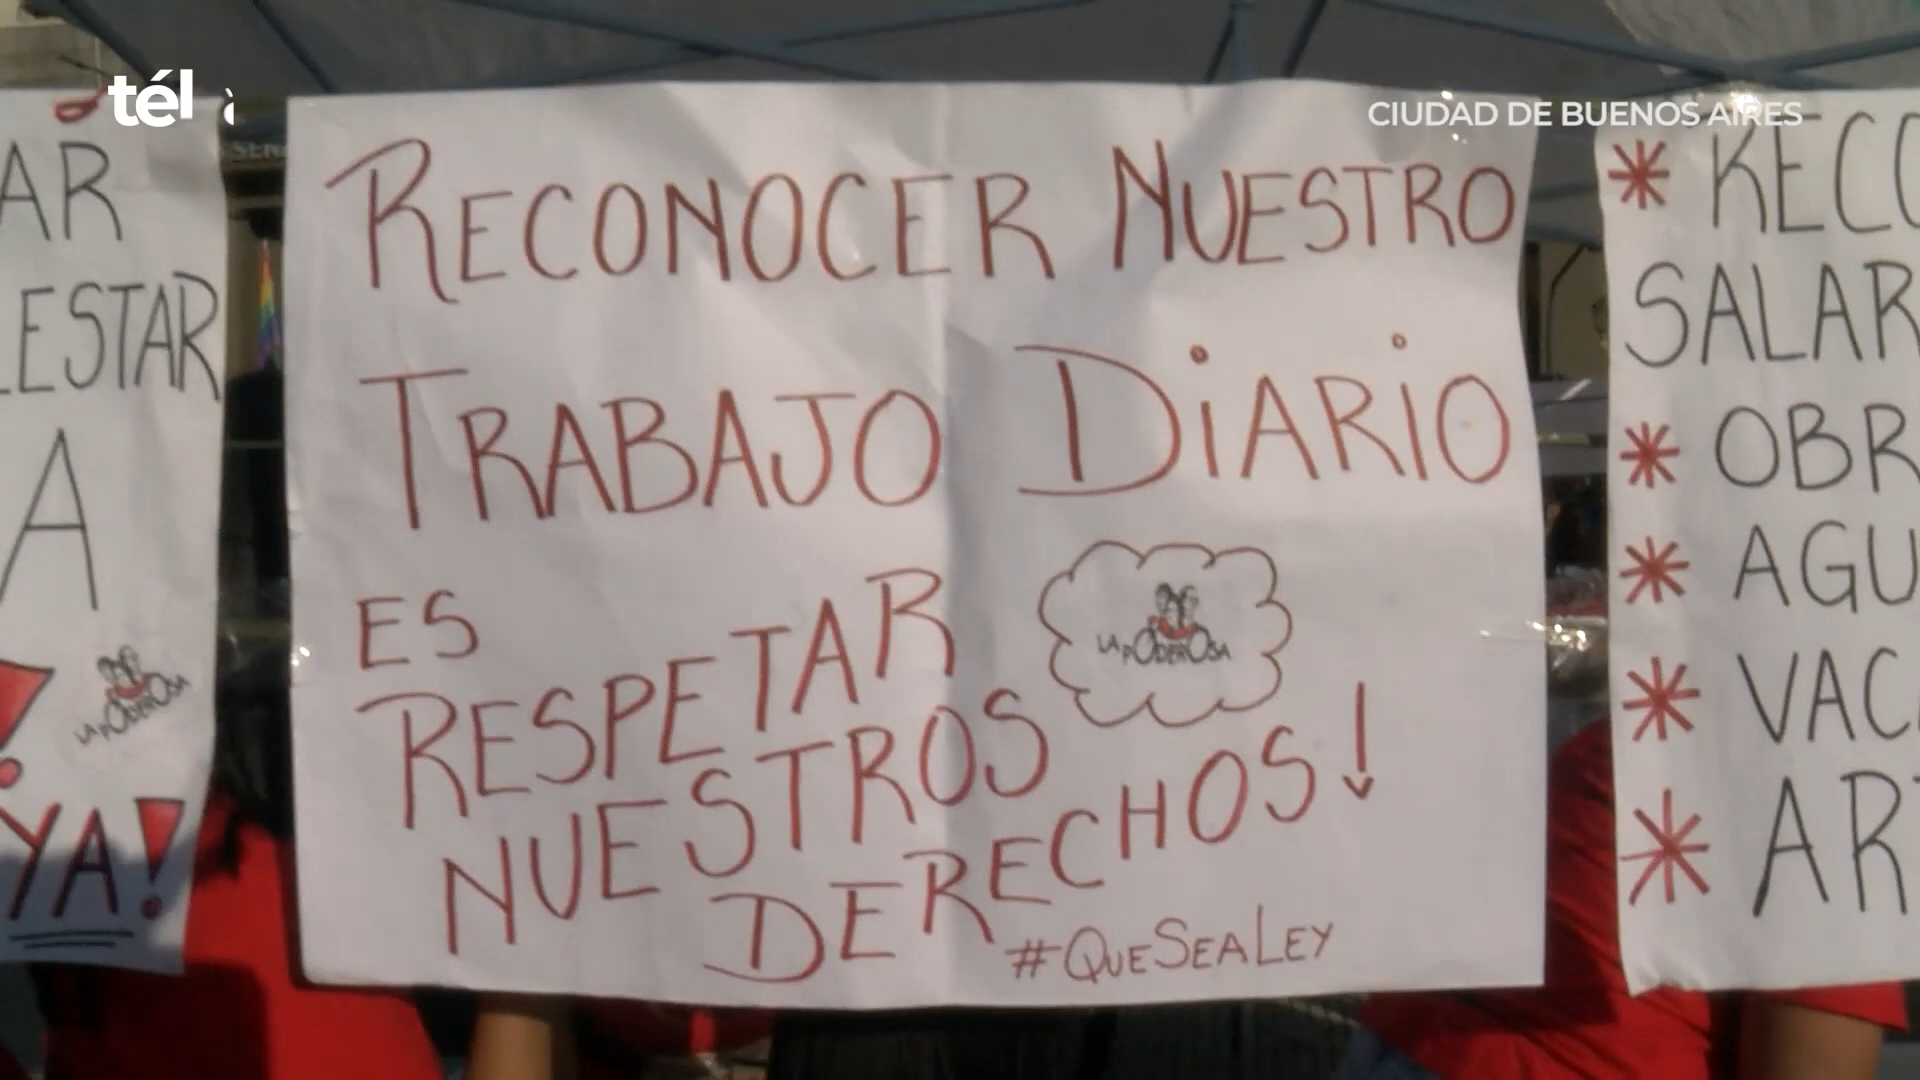 tél
CIUDAD DE BUENOS AIRES
AR
LESTAR
A
LA PODEROSA
YA!
RECONOCER NUESTRO
TRABAJO DIARIO
ES
RESPETAR
NUESTROS
DERECHOS!
LA PODEROSA
#QUESEALEY
* RECO
SALAR
* OBR
* AGU
* VAC
* AR